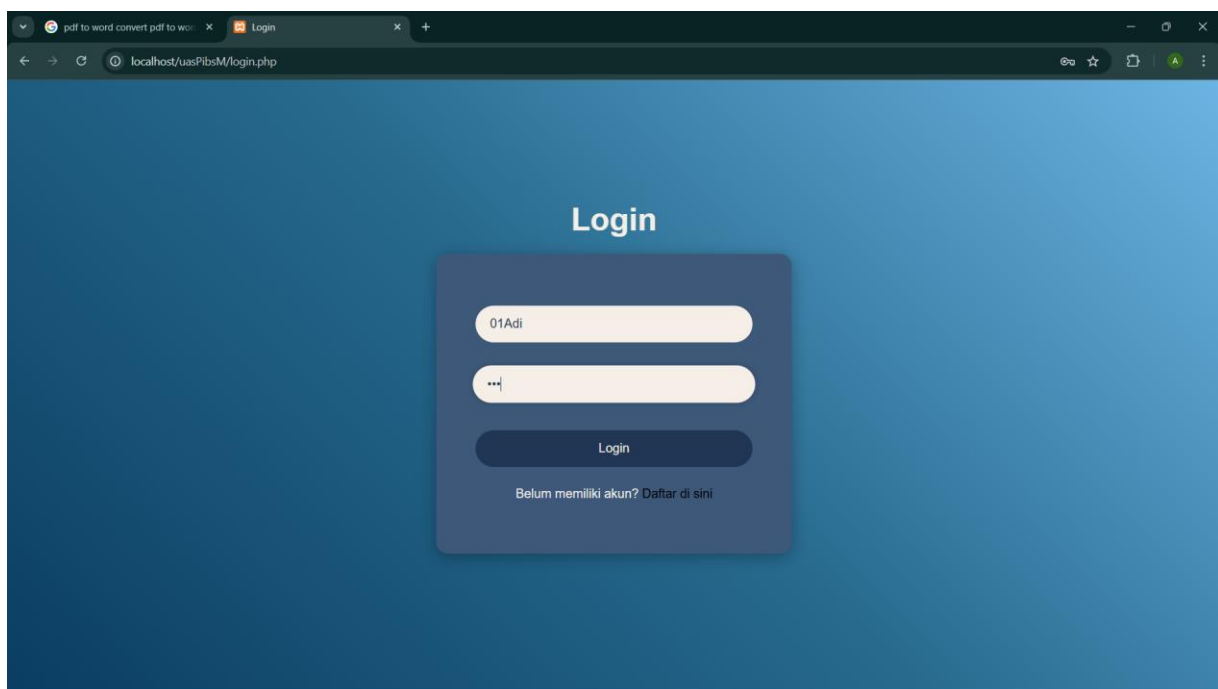 pdf to word convert pdf to wor
Login
localhost/uasPibsM/login.php
A
Login
01Adi
Login
Belum memiliki akun? Daftar di sini